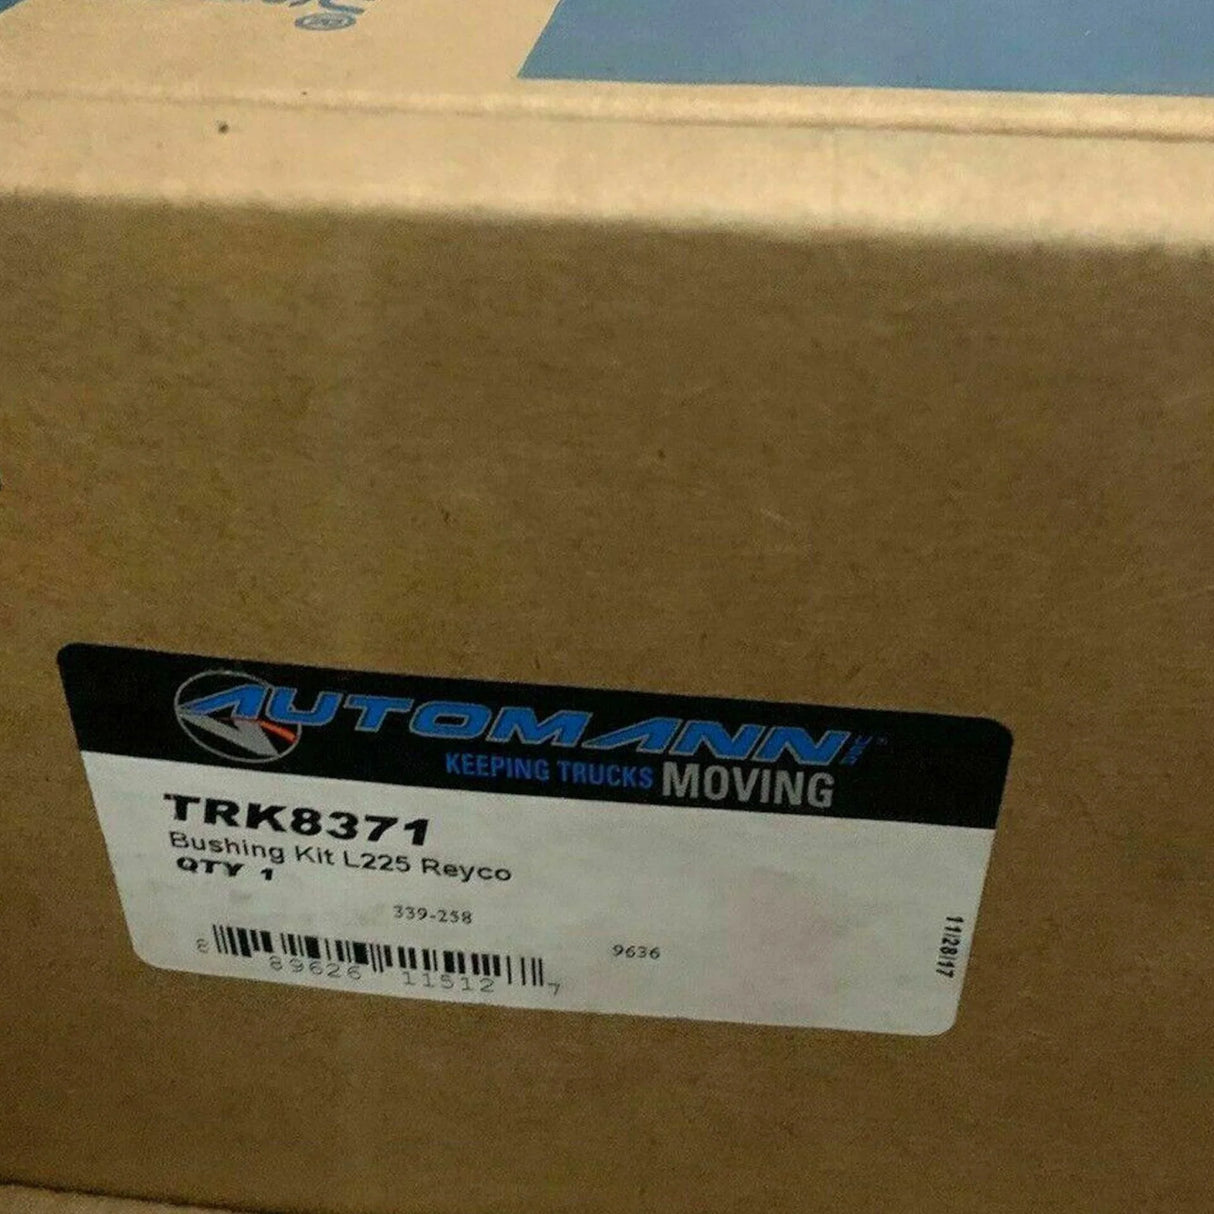 AUTOMANN INC
KEEPING TRUCKS MOVING
TRK8371
Bushing Kit L225 Reyco
QTY 1
339-258
9636
8 89626 11512 7
11/28/17